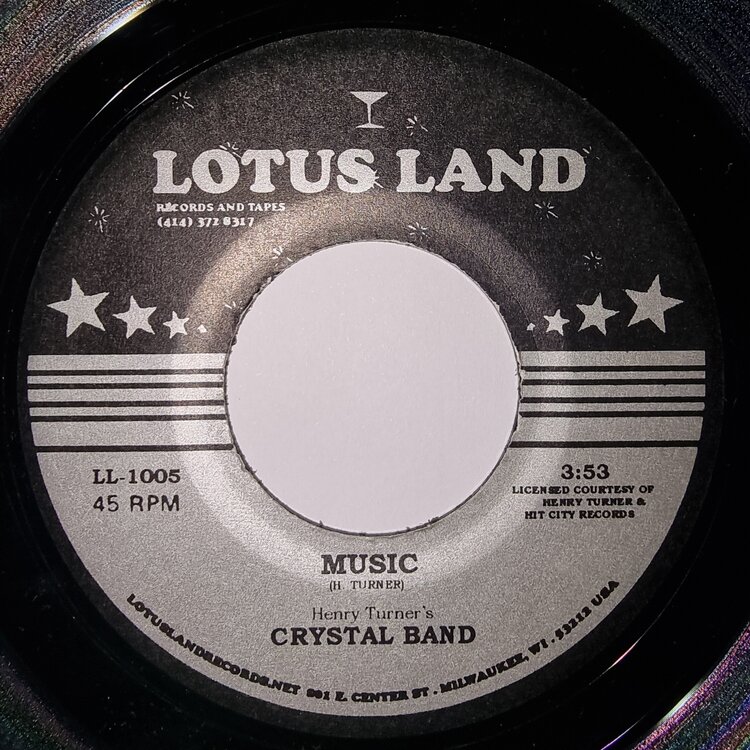 LOTUS LAND
RECORDS AND TAPES
(414) 372 8317
LL-1005
45 RPM
3:53
LICENSED COURTESY OF
HENRY TURNER &
HIT CITY RECORDS
MUSIC
(H. TURNER)
Henry Turner's
CRYSTAL BAND
LOTUSLANDRECORDS.NET 801 E. CENTER ST. MILWAUKEE, WI. 53212 USA